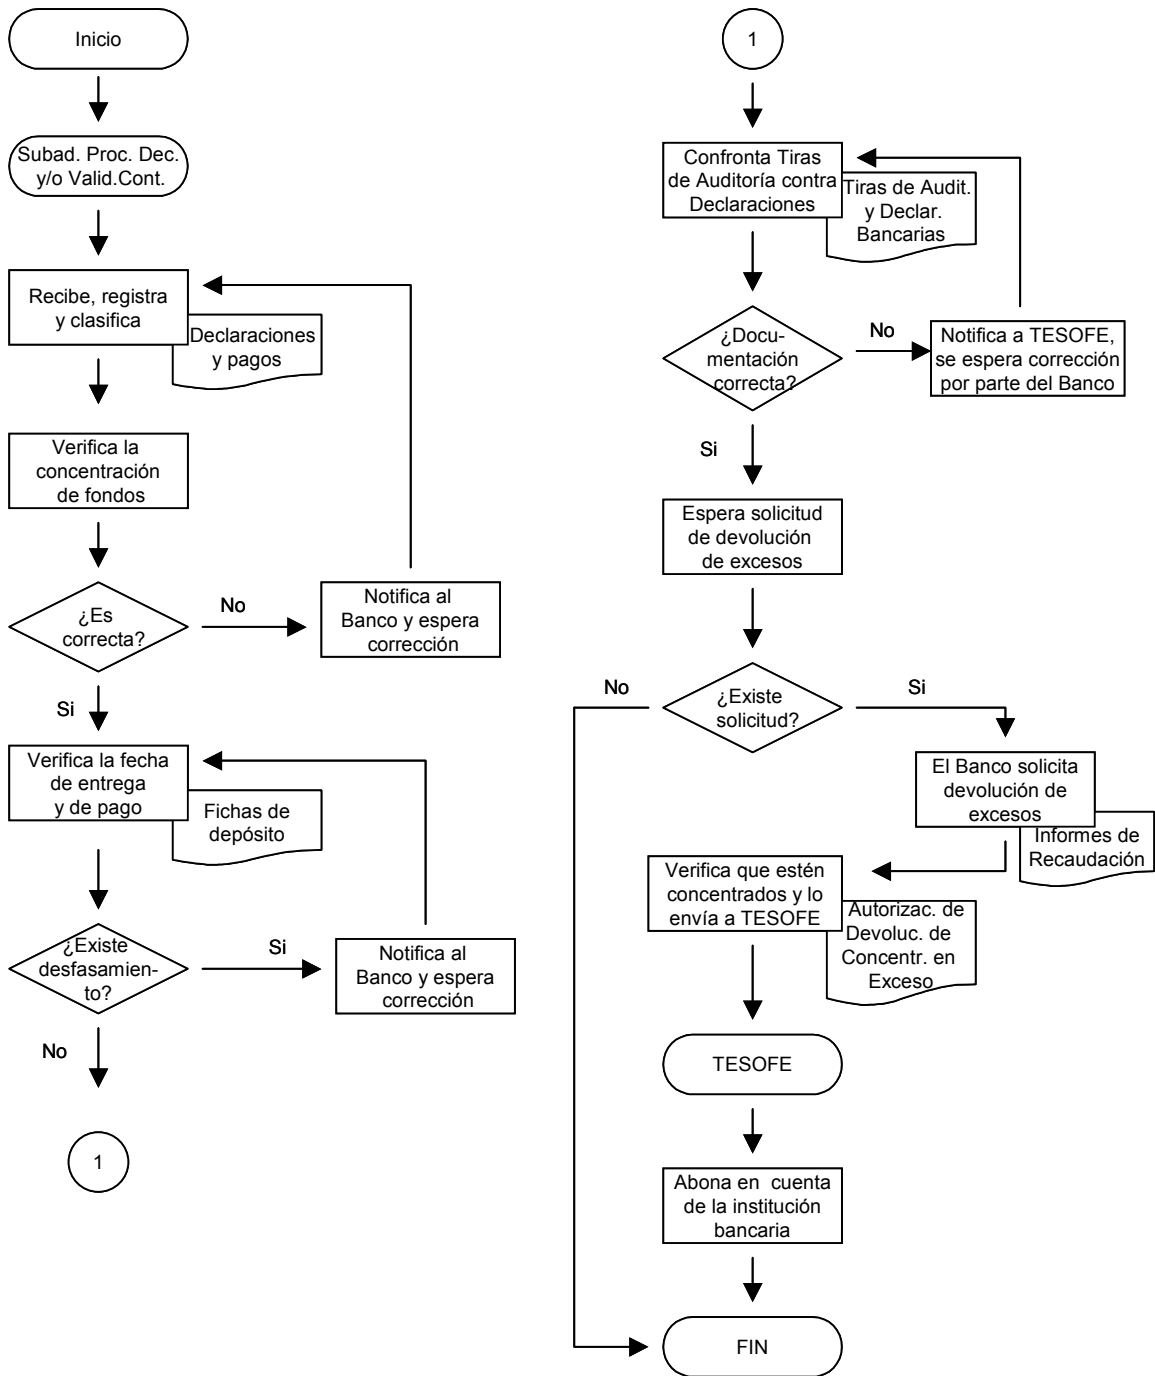 Inicio
Subad. Proc. Dec.
y/o Valid.Cont.
Recibe, registra
y clasifica
Declaraciones
y pagos
Verifica la
concentración
de fondos
¿Es
correcta?
No
Notifica al
Banco y espera
corrección
Si
Verifica la fecha
de entrega
y de pago
Fichas de
depósito
¿Existe
desfasamien-
to?
Si
Notifica al
Banco y espera
corrección
No
1
1
Confronta Tiras
de Auditoría contra
Declaraciones
Tiras de Audit.
y Declar.
Bancarias
¿Docu-
mentación
correcta?
No
Notifica a TESOFE,
se espera corrección
por parte del Banco
Si
Espera solicitud
de devolución
de excesos
¿Existe
solicitud?
No
Si
El Banco solicita
devolución de
excesos
Informes de
Recaudación
Verifica que estén
concentrados y lo
envía a TESOFE
Autorizac. de
Devoluc. de
Concentr. en
Exceso
TESOFE
Abona en cuenta
de la institución
bancaria
FIN